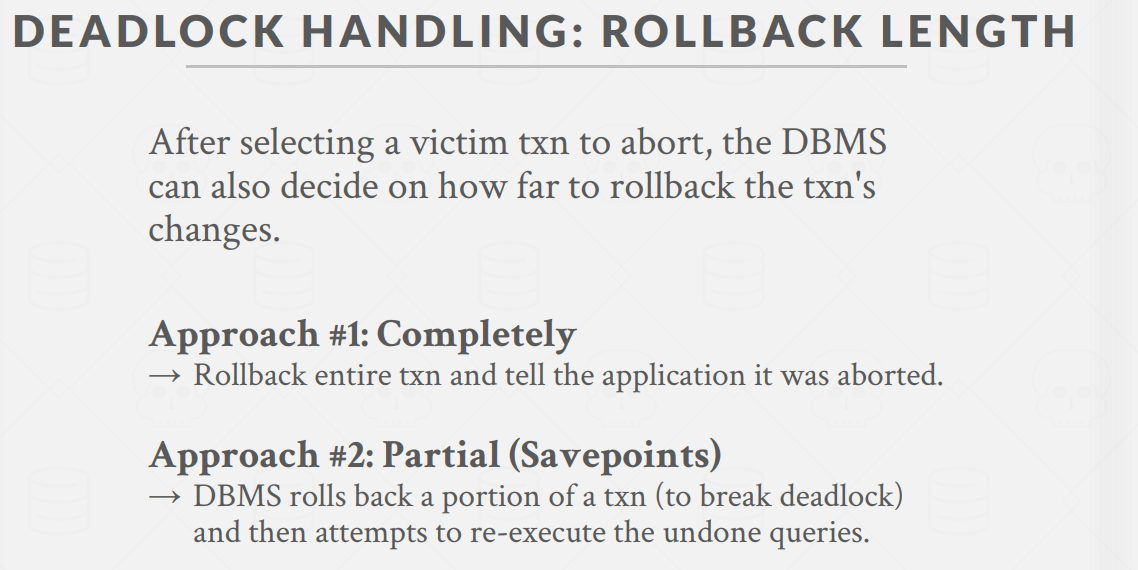 DEADLOCK HANDLING: ROLLBACK LENGTH
After selecting a victim txn to abort, the DBMS
can also decide on how far to rollback the txn's
changes.
Approach #1: Completely
→ Rollback entire txn and tell the application it was aborted.
Approach #2: Partial (Savepoints)
→ DBMS rolls back a portion of a txn (to break deadlock)
and then attempts to re-execute the undone queries.